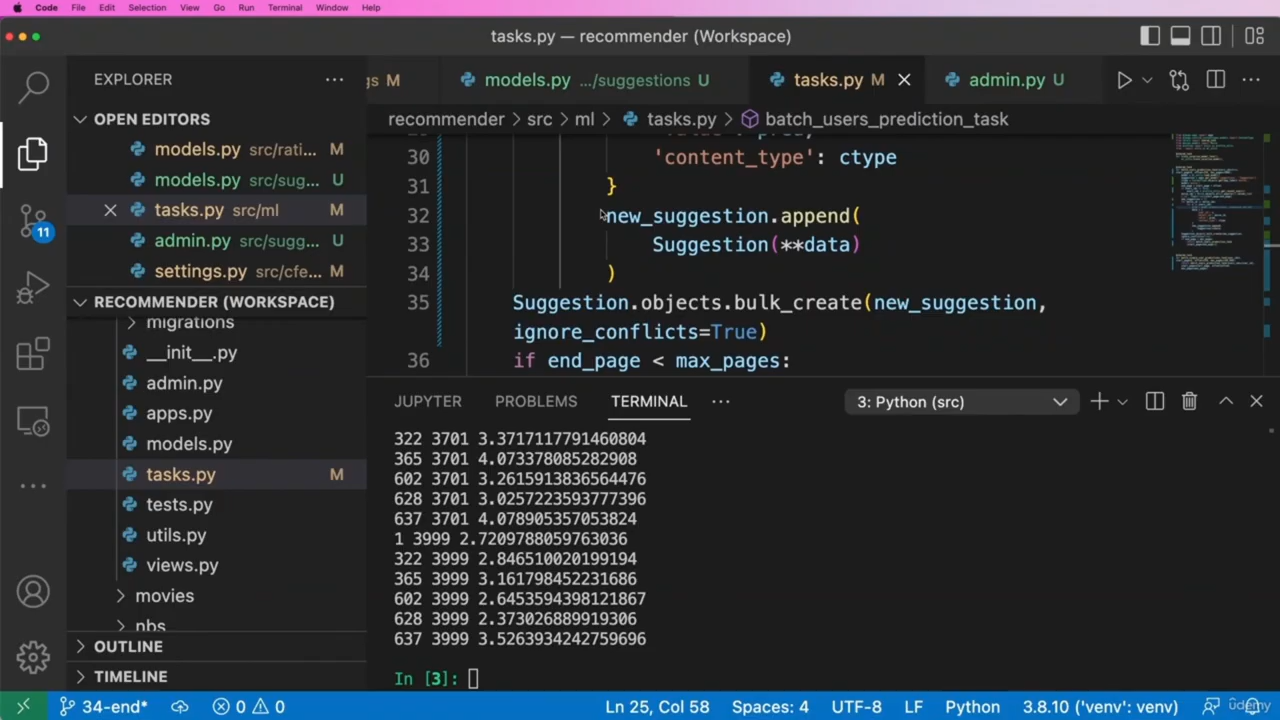 Code File Edit Selection View Go Run Terminal Window Help
tasks.py — recommender (Workspace)
EXPLORER
gs M
models.py .../suggestions U
tasks.py M
admin.py U
OPEN EDITORS
recommender > src > ml > tasks.py > batch_users_prediction_task
models.py src/rati... M
models.py src/sug... U
tasks.py src/ml M
admin.py src/sugg... U
settings.py src/cfe... M
30 'content_type': ctype
31 }
32 new_suggestion.append(
33 Suggestion(**data)
34 )
35 Suggestion.objects.bulk_create(new_suggestion,
ignore_conflicts=True)
36 if end_page < max_pages:
11
RECOMMENDER (WORKSPACE)
migrations
__init__.py
admin.py
apps.py
models.py
tasks.py M
tests.py
utils.py
views.py
movies
nbs
OUTLINE
TIMELINE
JUPYTER PROBLEMS TERMINAL ... 3: Python (src)
322 3701 3.3717117791460804
365 3701 4.073378085282908
602 3701 3.2615913836564476
628 3701 3.0257223593777396
637 3701 4.078905357053824
1 3999 2.7209788059763036
322 3999 2.846510020199194
365 3999 3.161798452231686
602 3999 2.6453594398121867
628 3999 2.373026889919306
637 3999 3.5263934242759696
In [3]:
34-end* 0 0 Ln 25, Col 58 Spaces: 4 UTF-8 LF Python 3.8.10 ('venv': venv)
udemy